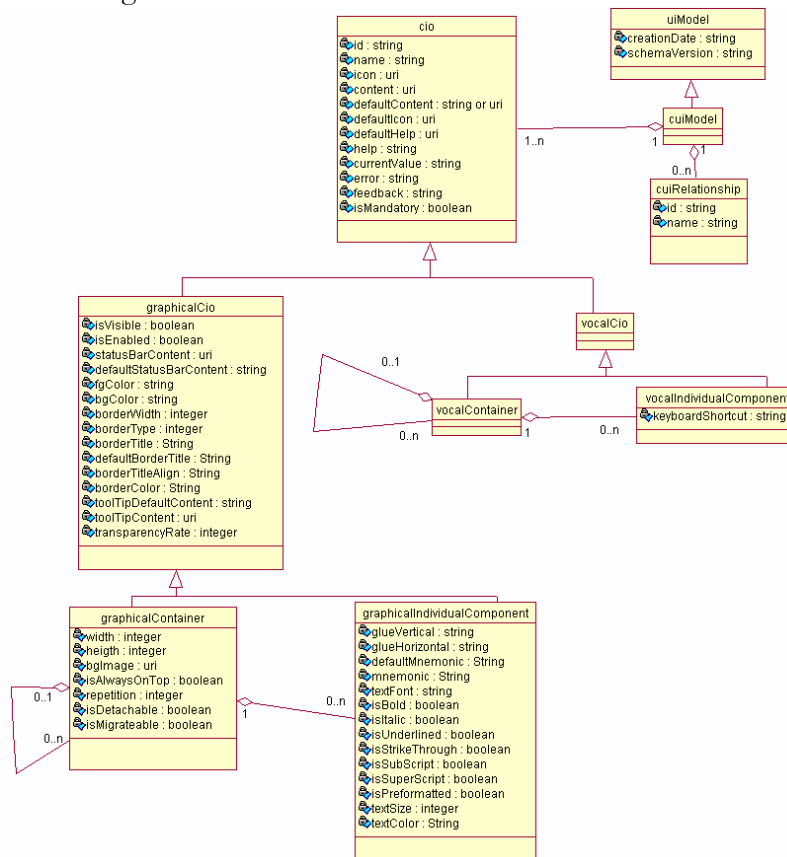 cio
id : string
name : string
icon : uri
content : uri
defaultContent : string or uri
defaultIcon : uri
defaultHelp : uri
help : string
currentValue : string
error : string
feedback : string
isMandatory : boolean
uiModel
creationDate : string
schemaVersion : string
cuiModel
1..n
1
1
0..n
cuiRelationship
id : string
name : string
graphicalCio
isVisible : boolean
isEnabled : boolean
statusBarContent : uri
defaultStatusBarContent : string
fgColor : string
bgColor : string
borderWidth : integer
borderType : integer
borderTitle : String
defaultBorderTitle : String
borderTitleAlign : String
borderColor : String
toolTipDefaultContent : string
toolTipContent : uri
transparencyRate : integer
vocalCio
0..1
vocalContainer
0..n
1
0..n
vocalIndividualComponent
keyboardShortcut : string
graphicalContainer
width : integer
heigth : integer
bgImage : uri
isAlwaysOnTop : boolean
repetition : integer
isDetachable : boolean
isMigrateable : boolean
0..1
0..n
1
0..n
graphicalIndividualComponent
glueVertical : string
glueHorizontal : string
defaultMnemonic : String
mnemonic : String
textFont : string
isBold : boolean
isItalic : boolean
isUnderlined : boolean
isStrikeThrough : boolean
isSubScript : boolean
isSuperScript : boolean
isPreformatted : boolean
textSize : integer
textColor : String